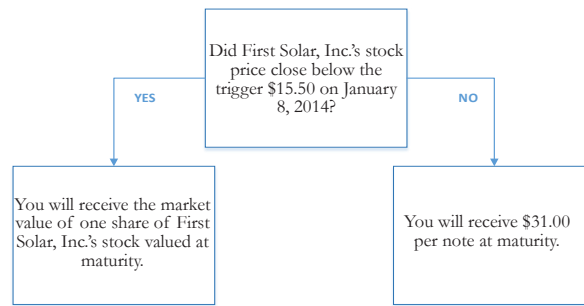 Did First Solar, Inc.'s stock
price close below the
trigger $15.50 on January
8, 2014?
YES
NO
You will receive the market
value of one share of First
Solar, Inc.'s stock valued at
maturity.
You will receive $31.00
per note at maturity.